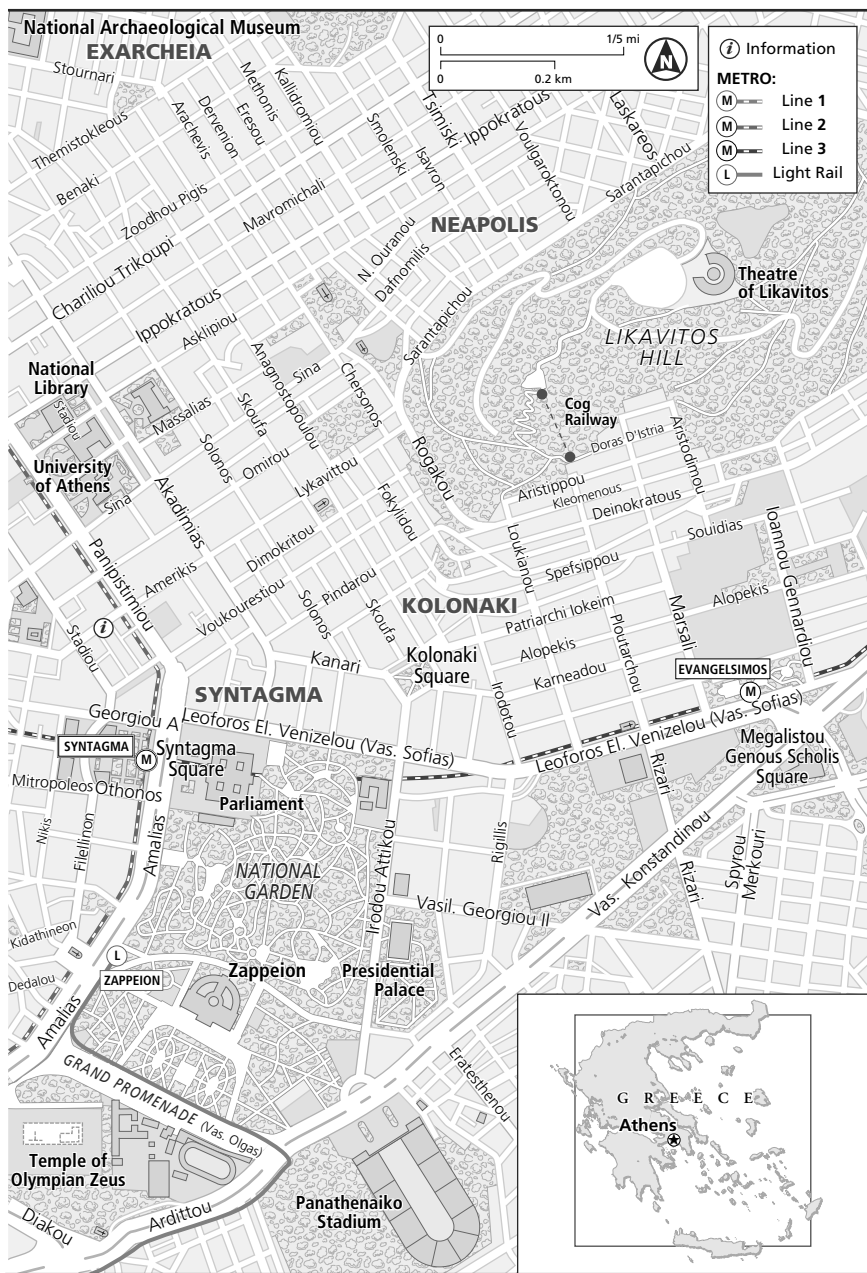 National Archaeological Museum
EXARCHEIA
0 1/5 mi
0 0.2 km
N
i Information
METRO:
M Line 1
M Line 2
M Line 3
L Light Rail
Stournari
Themistokleous
Benaki
Arachevis
Dervenion
Eresou
Methonis
Kallidromiou
Zoodhou Pigis
Smolenski
Isavron
Tsimiski
Ippokratous
Voulgaroktonou
Laskareos
Sarantapichou
Mavromichali
Chariliou Trikoupi
NEAPOLIS
N. Ouranou
Dafnomilis
Theatre
of Likavitos
Ippokratous
Asklipiou
Sarantapichou
LIKAVITOS
HILL
National
Library
Stadiou
Massalias
Anagnostopoulou
Sina
Chersonos
Skoufa
Solonos
Omirou
Cog
Railway
Doras D'Istria
Aristodimou
University
of Athens
Sina
Akadimias
Lykavittou
Fokylidou
Rogakou
Aristippou
Kleomenous
Deinokratous
Loukianou
Souidias
Ioannou Gennardiou
Panipistimiou
Amerikis
Dimokritou
Spefsippou
i
Voukourestiou
Pindarou
Solonos
Skoufa
KOLONAKI
Patriarchi Iokeim
Ploutarchou
Marsali
Alopekis
Stadiou
Alopekis
Karneadou
Kanari
Kolonaki
Square
Irodotou
EVANGELSIMOS
M
SYNTAGMA
Georgiou A
Leoforos El. Venizelou (Vas. Sofias)
Leoforos El. Venizelou (Vas. Sofias)
SYNTAGMA
M
Syntagma
Square
Megalistou
Genous Scholis
Square
Mitropoleos
Othonos
Parliament
Rizari
Nikis
Filellinon
Amalias
NATIONAL
GARDEN
Irodou Attikou
Rigillis
Vas. Konstandinou
Spyrou
Merkouri
Rizari
Vasil. Georgiou II
Kidathineon
L
ZAPPEION
Zappeion
Presidential
Palace
Dedalou
Amalias
GRAND PROMENADE (Vas. Olgas)
Eratesthenou
GREECE
Athens
Temple of
Olympian Zeus
Panathenaiko
Stadium
Ardittou
Diakou